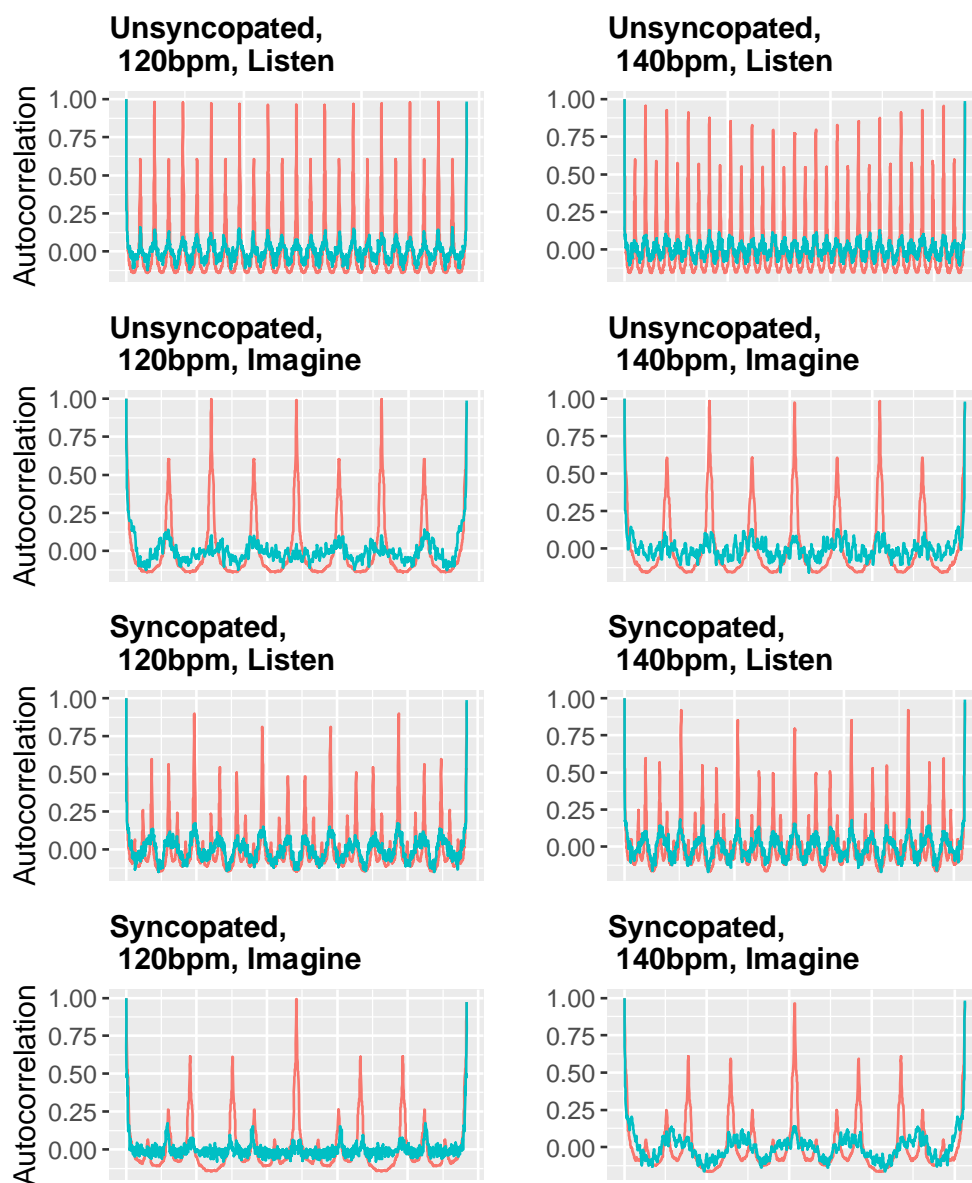 Unsyncopated,
120bpm, Listen
Unsyncopated,
140bpm, Listen
Autocorrelation
1.00
0.75
0.50
0.25
0.00
1.00
0.75
0.50
0.25
0.00
Unsyncopated,
120bpm, Imagine
Unsyncopated,
140bpm, Imagine
Autocorrelation
1.00
0.75
0.50
0.25
0.00
1.00
0.75
0.50
0.25
0.00
Syncopated,
120bpm, Listen
Syncopated,
140bpm, Listen
Autocorrelation
1.00
0.75
0.50
0.25
0.00
1.00
0.75
0.50
0.25
0.00
Syncopated,
120bpm, Imagine
Syncopated,
140bpm, Imagine
Autocorrelation
1.00
0.75
0.50
0.25
0.00
1.00
0.75
0.50
0.25
0.00